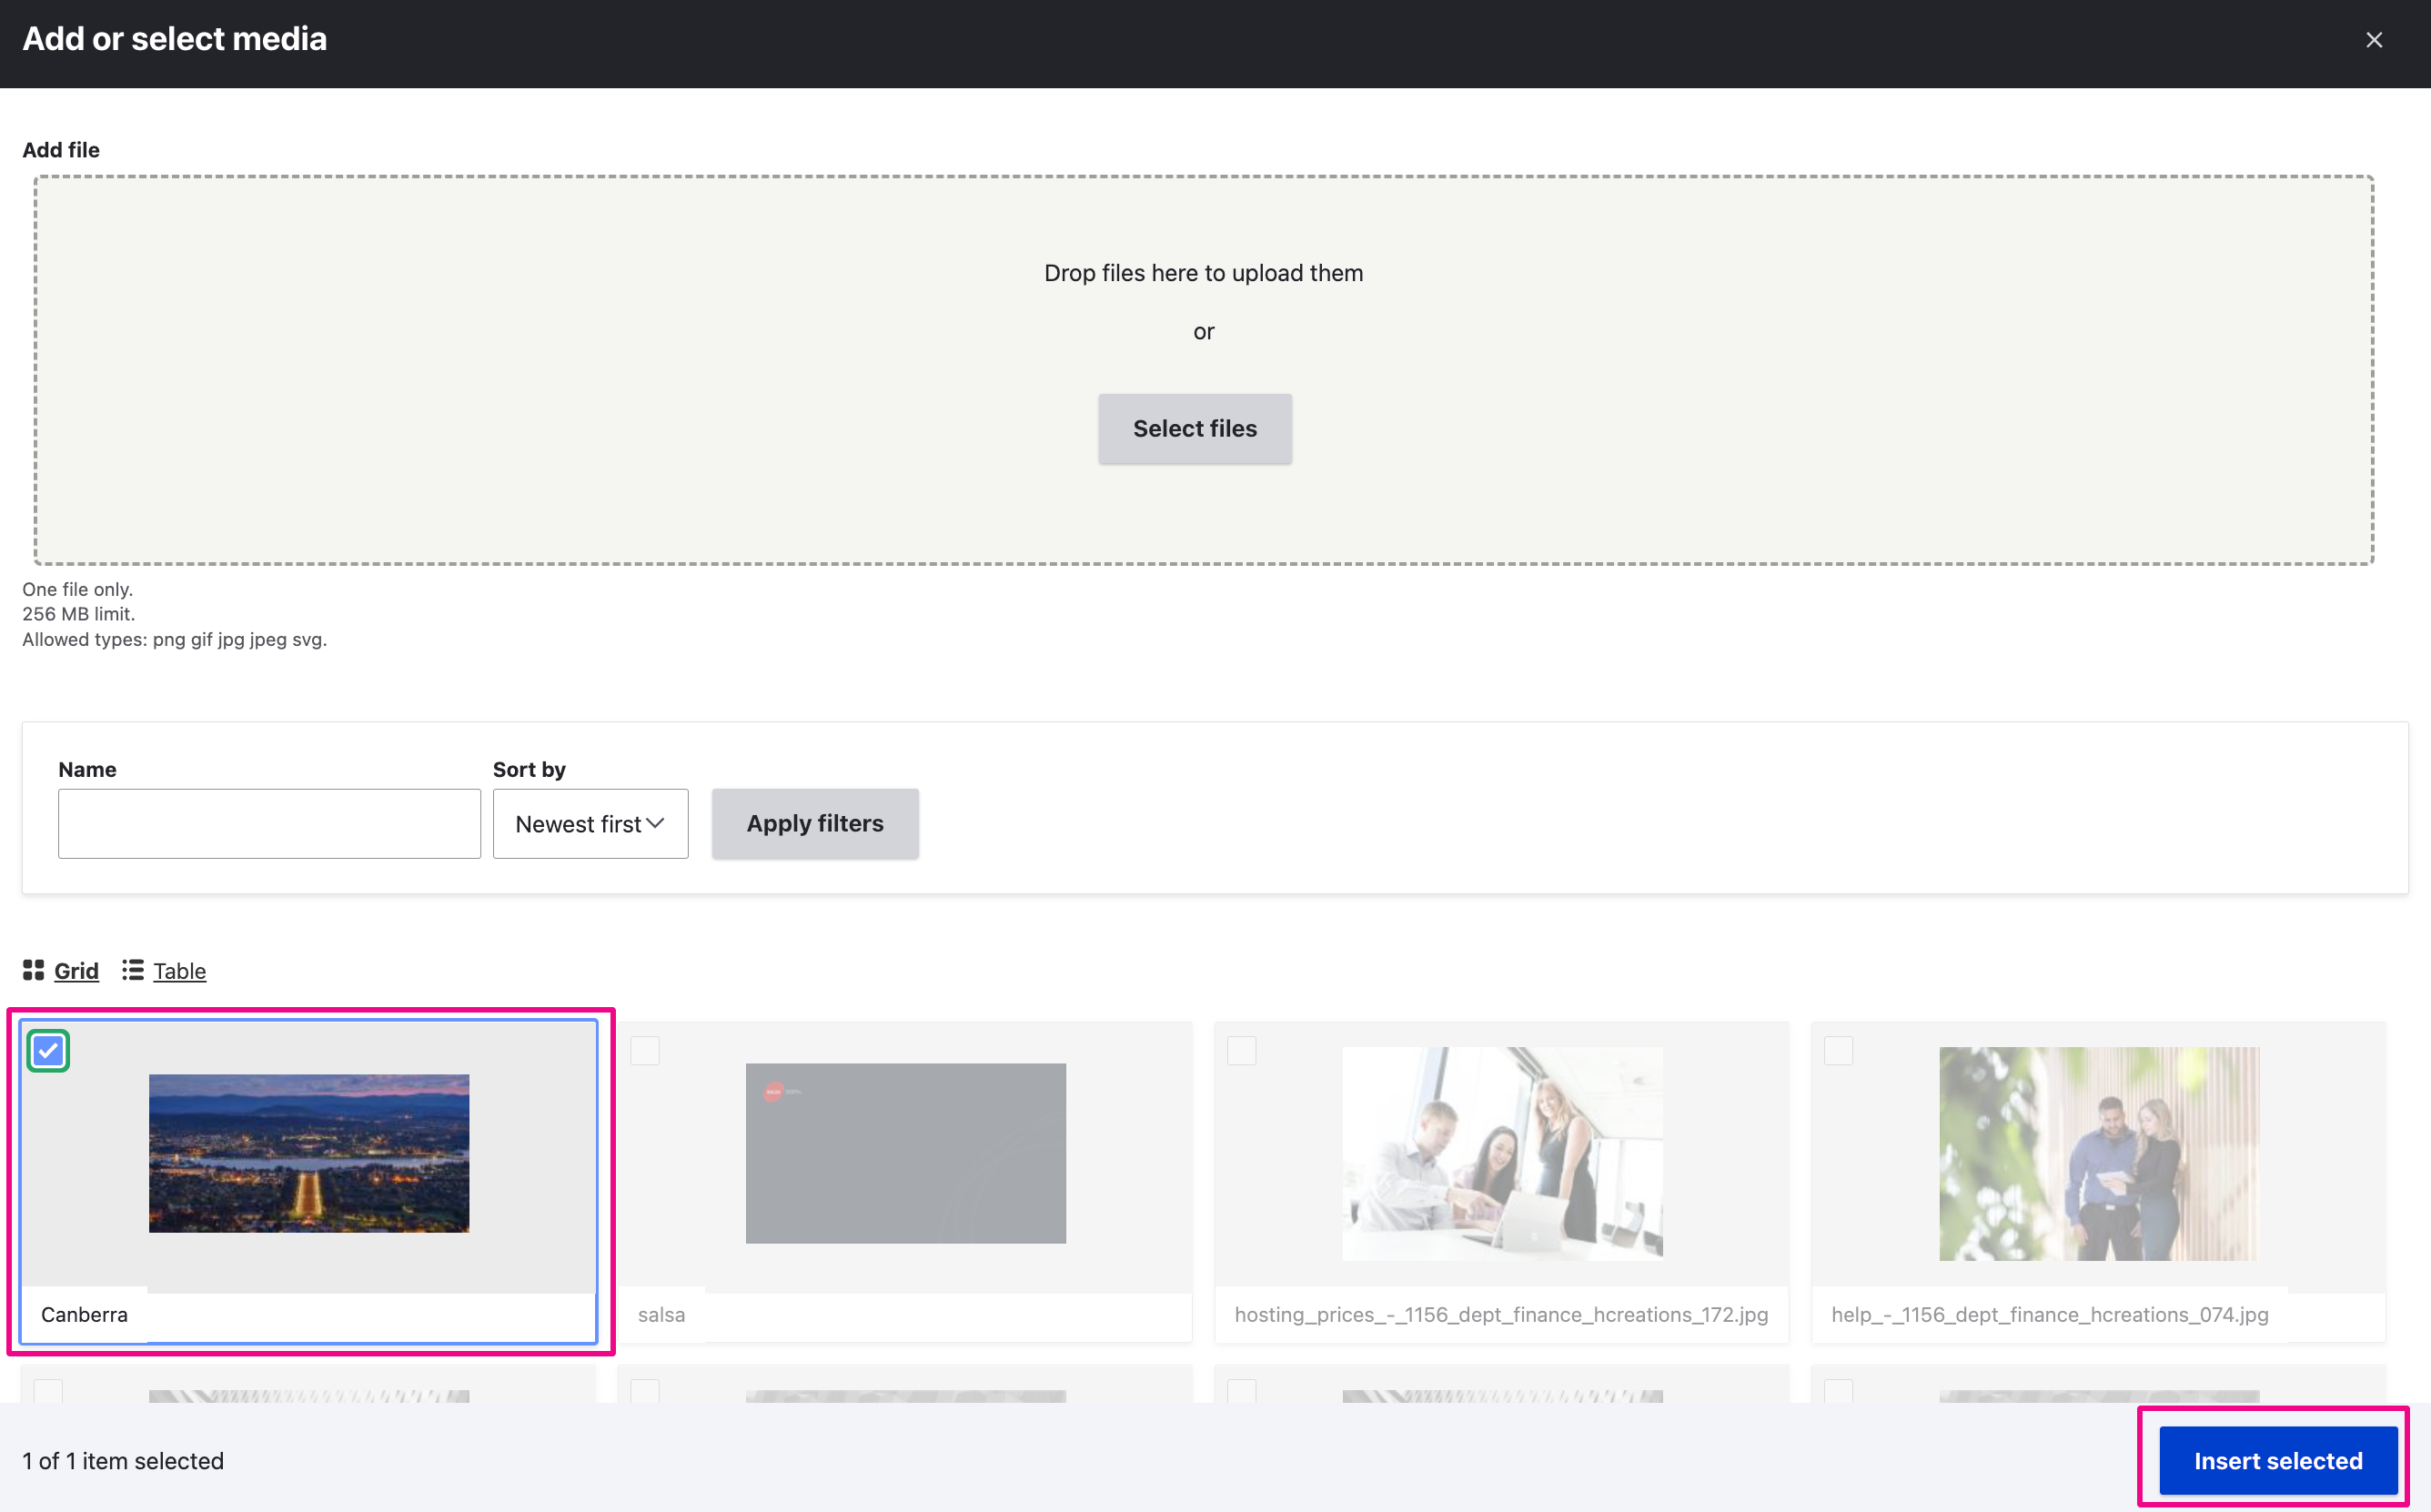 Add or select media
Add file
Drop files here to upload them
or
Select files
One file only.
256 MB limit.
Allowed types: png gif jpg jpeg svg.
Name
Sort by
Newest first
Apply filters
Grid
Table
Canberra
salsa
hosting_prices_-_1156_dept_finance_hcreations_172.jpg
help_-_1156_dept_finance_hcreations_074.jpg
1 of 1 item selected
Insert selected